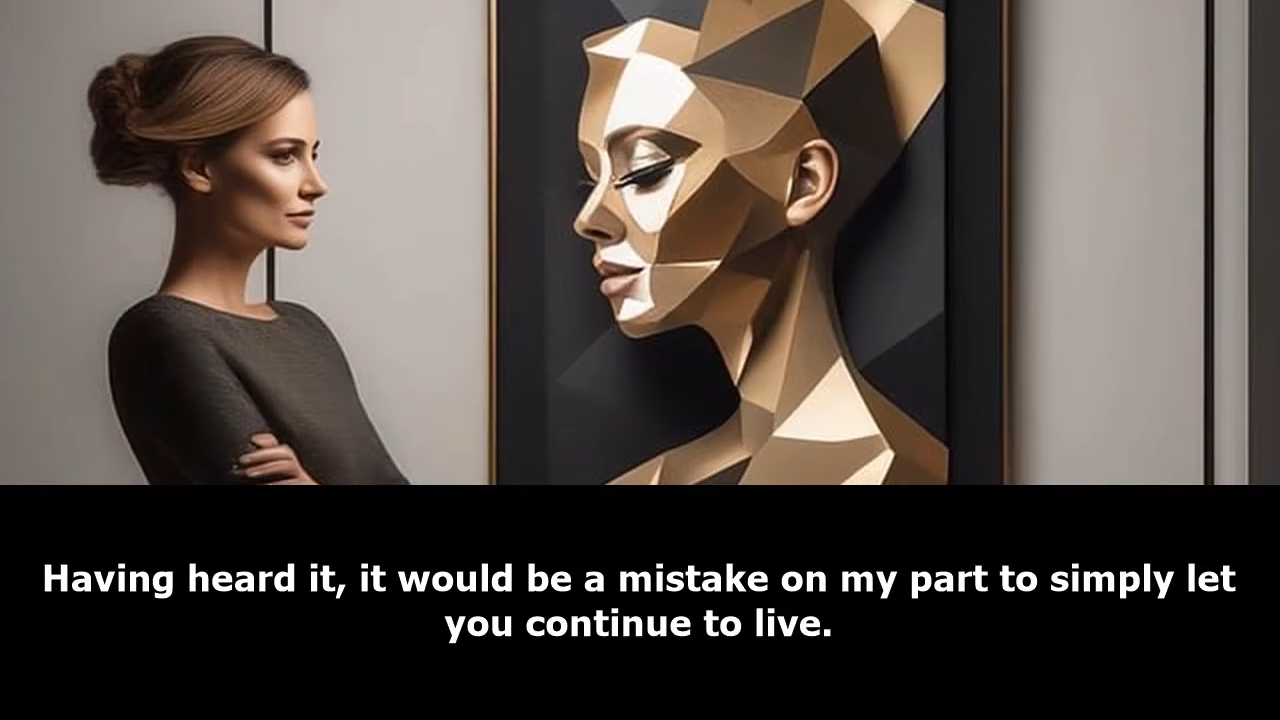 Having heard it, it would be a mistake on my part to simply let
you continue to live.